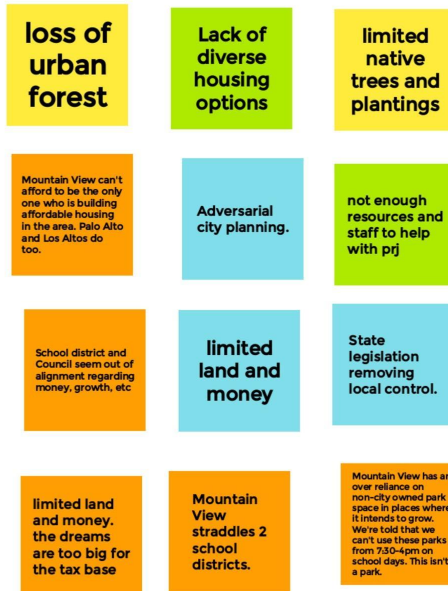 loss of
urban
forest
Lack of
diverse
housing
options
limited
native
trees and
plantings
Mountain View can't
afford to be the only
one who is building
affordable housing
in the area. Palo Alto
and Los Altos do
too.
Adversarial
city planning.
not enough
resources and
staff to help
with prj
School district and
Council seem out of
alignment regarding
money, growth, etc
limited
land and
money
State
legislation
removing
local control.
limited land
and money.
the dreams
are too big for
the tax base
Mountain
View
straddles 2
school
districts.
Mountain View has an
over reliance on
non-city owned park
space in places where
it intends to grow.
We're told that we
can't use these parks
from 7:30-4pm on
school days. This isn't
a park.